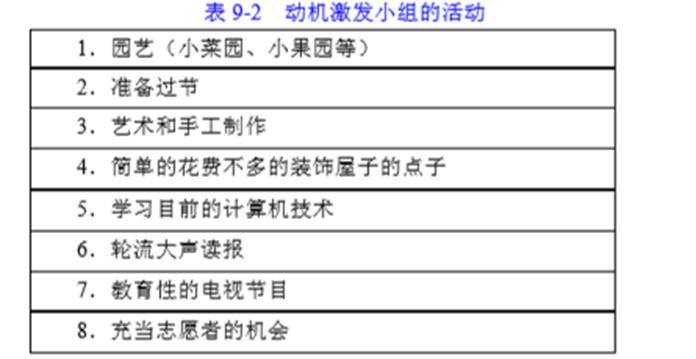 表 9-2 动机激发小组的活动
1. 园艺（小菜园、小果园等）
2. 准备过节
3. 艺术和手工制作
4. 简单的花费不多的装饰屋子的点子
5. 学习目前的计算机技术
6. 轮流大声读报
7. 教育性的电视节目
8. 充当志愿者的机会